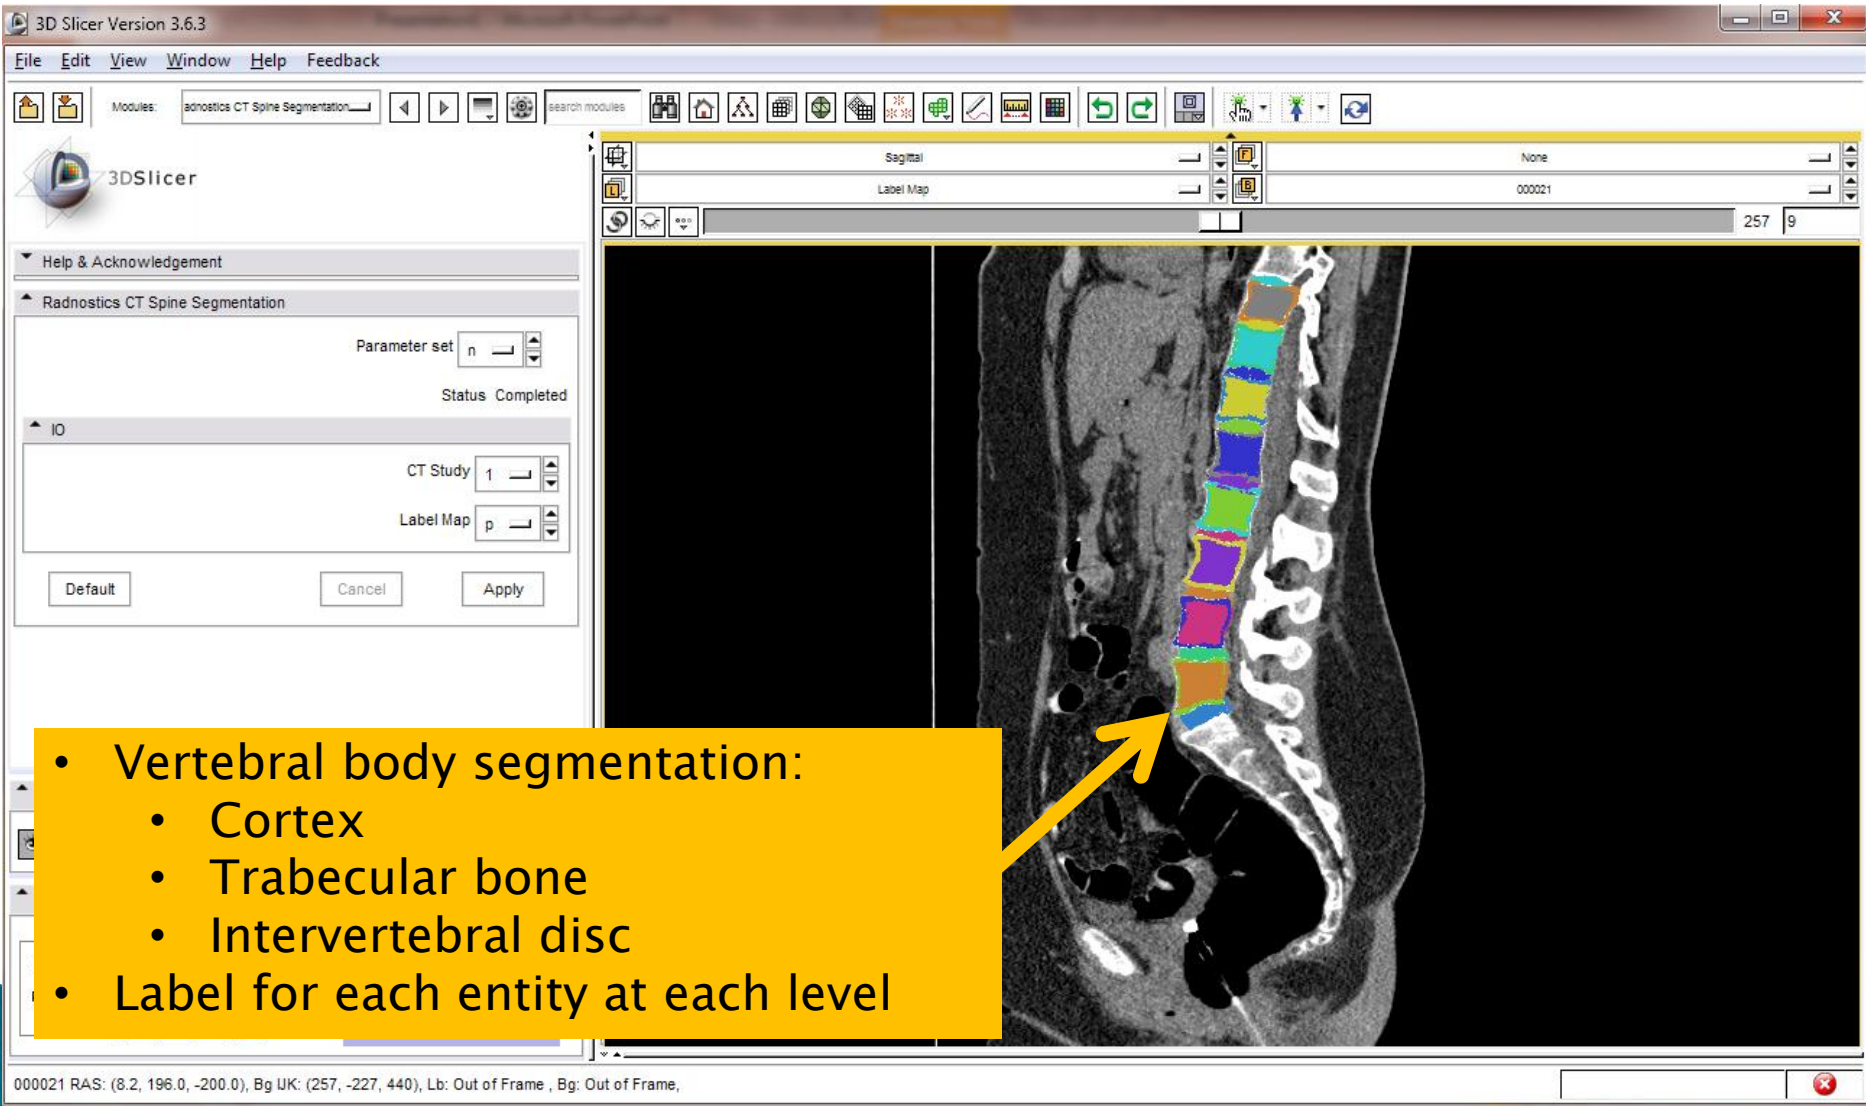 3D Slicer Version 3.6.3
File Edit View Window Help Feedback
Modules: adnostics CT Spine Segmentation search modules
3DSlicer
Sagittal None
Label Map 000021
257 9
Help & Acknowledgement
Radnostics CT Spine Segmentation
Parameter set n
Status Completed
IO
CT Study 1
Label Map p
Default Cancel Apply
• Vertebral body segmentation:
• Cortex
• Trabecular bone
• Intervertebral disc
• Label for each entity at each level
000021 RAS: (8.2, 196.0, -200.0), Bg IJK: (257, -227, 440), Lb: Out of Frame , Bg: Out of Frame,